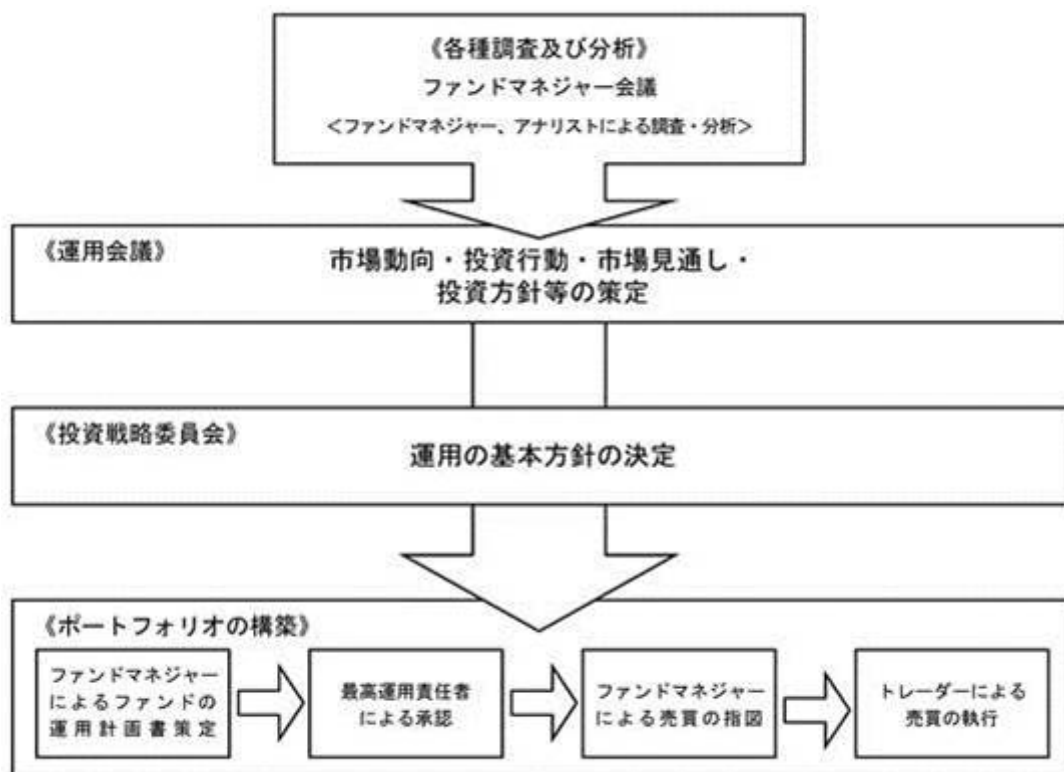 《各種調査及び分析》
ファンドマネジャー会議
＜ファンドマネジャー、アナリストによる調査・分析＞
《運用会議》
市場動向・投資行動・市場見通し・
投資方針等の策定
《投資戦略委員会》
運用の基本方針の決定
《ポートフォリオの構築》
ファンドマネジャー
によるファンドの
運用計画書策定
最高運用責任者
による承認
ファンドマネジャー
による売買の指図
トレーダーによる
売買の執行